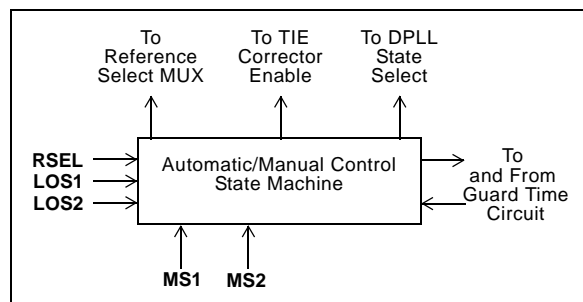 To
Reference
Select MUX
To TIE
Corrector
Enable
To DPLL
State
Select
RSEL
LOS1
LOS2
Automatic/Manual Control
State Machine
To
and From
Guard Time
Circuit
MS1
MS2